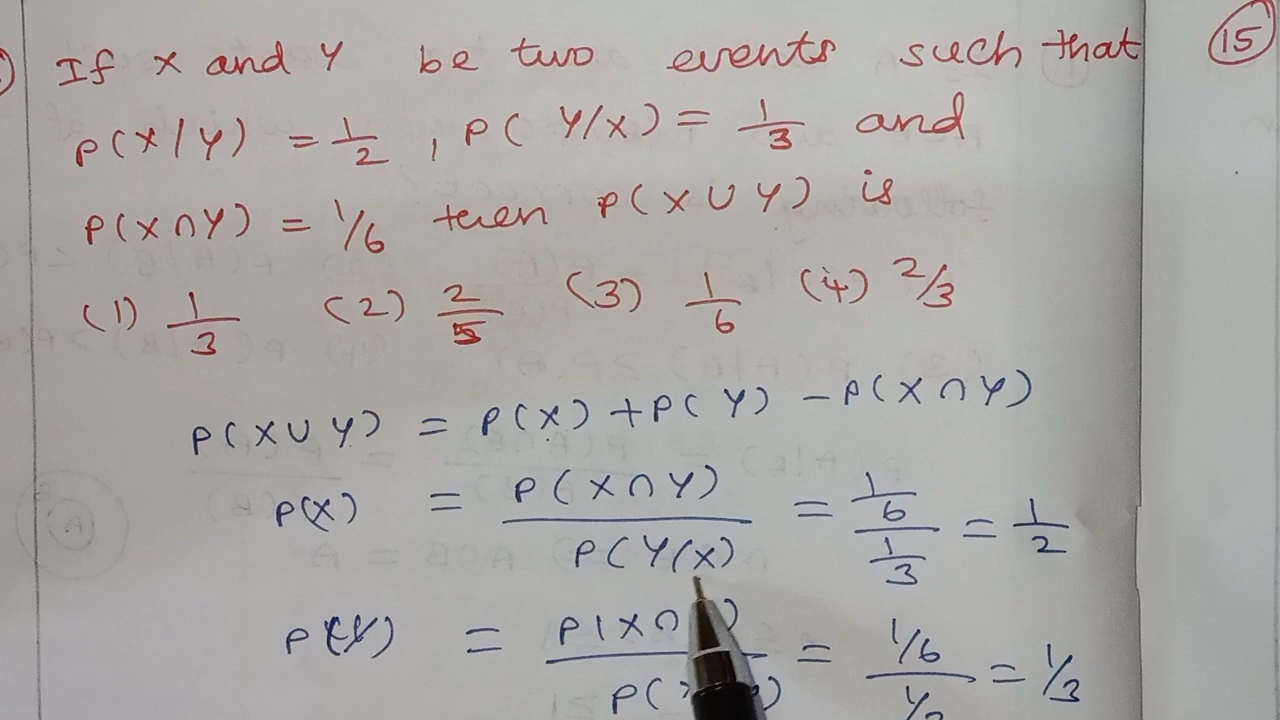 If X and Y be two events such that (15)
P(X/Y) = 1/2, P(Y/X) = 1/3 and
P(X∩Y) = 1/6 then P(X∪Y) is
(1) 1/3 (2) 2/5 (3) 1/6 (4) 2/3
P(X∪Y) = P(X) + P(Y) - P(X∩Y)
P(X) = P(X∩Y) / P(Y/X) = 1/6 / 1/3 = 1/2
P(Y) = P(X∩ ) / P( ) = 1/6 / 1/2 = 1/3